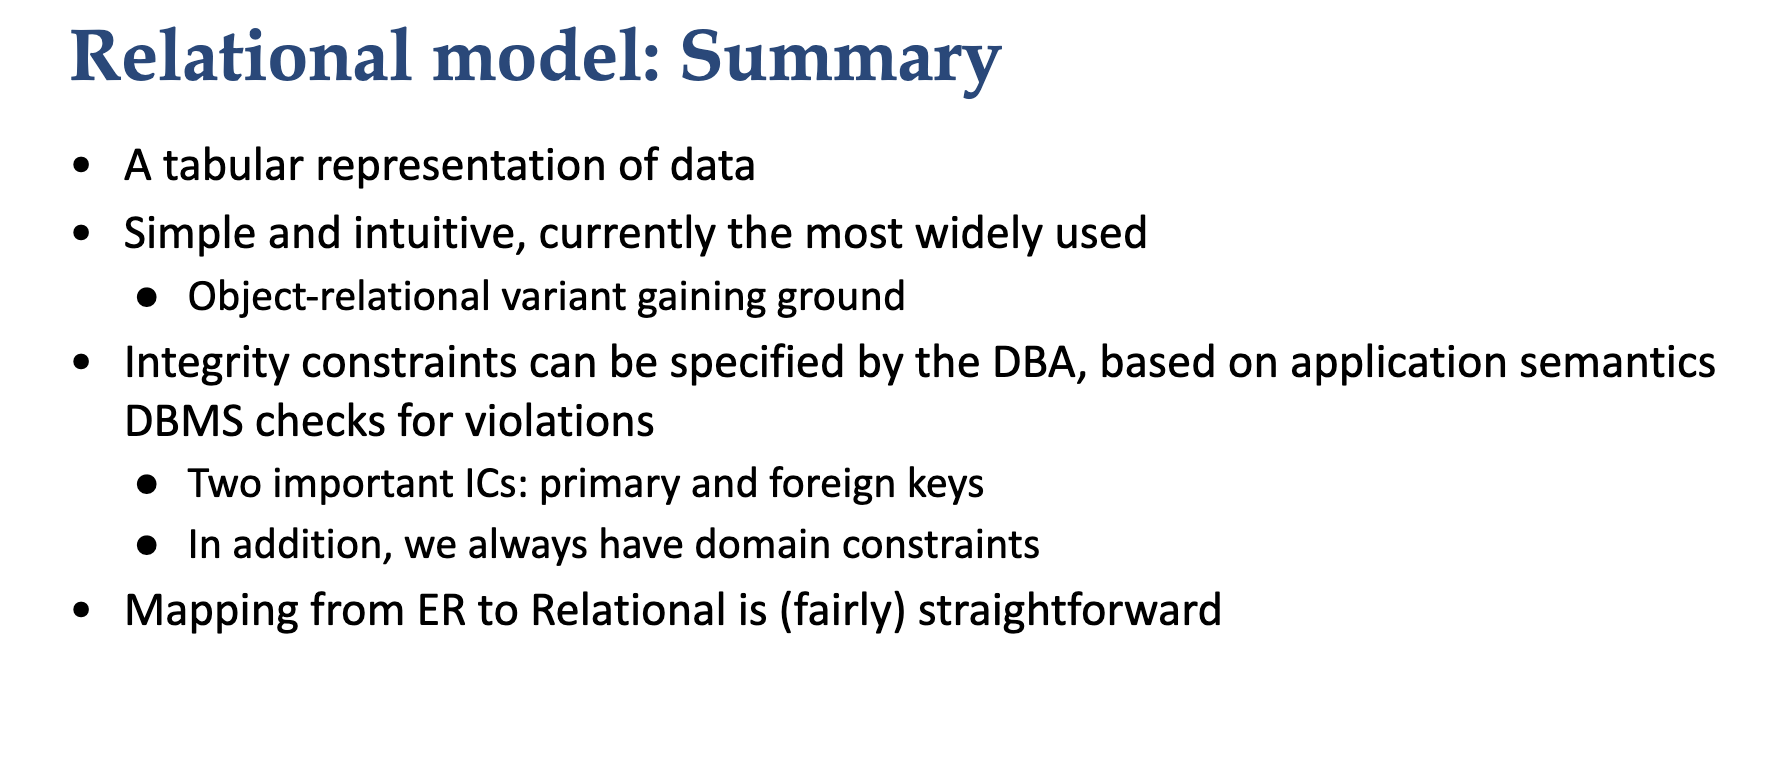 Relational model: Summary
• A tabular representation of data
• Simple and intuitive, currently the most widely used
● Object-relational variant gaining ground
• Integrity constraints can be specified by the DBA, based on application semantics
DBMS checks for violations
● Two important ICs: primary and foreign keys
● In addition, we always have domain constraints
• Mapping from ER to Relational is (fairly) straightforward